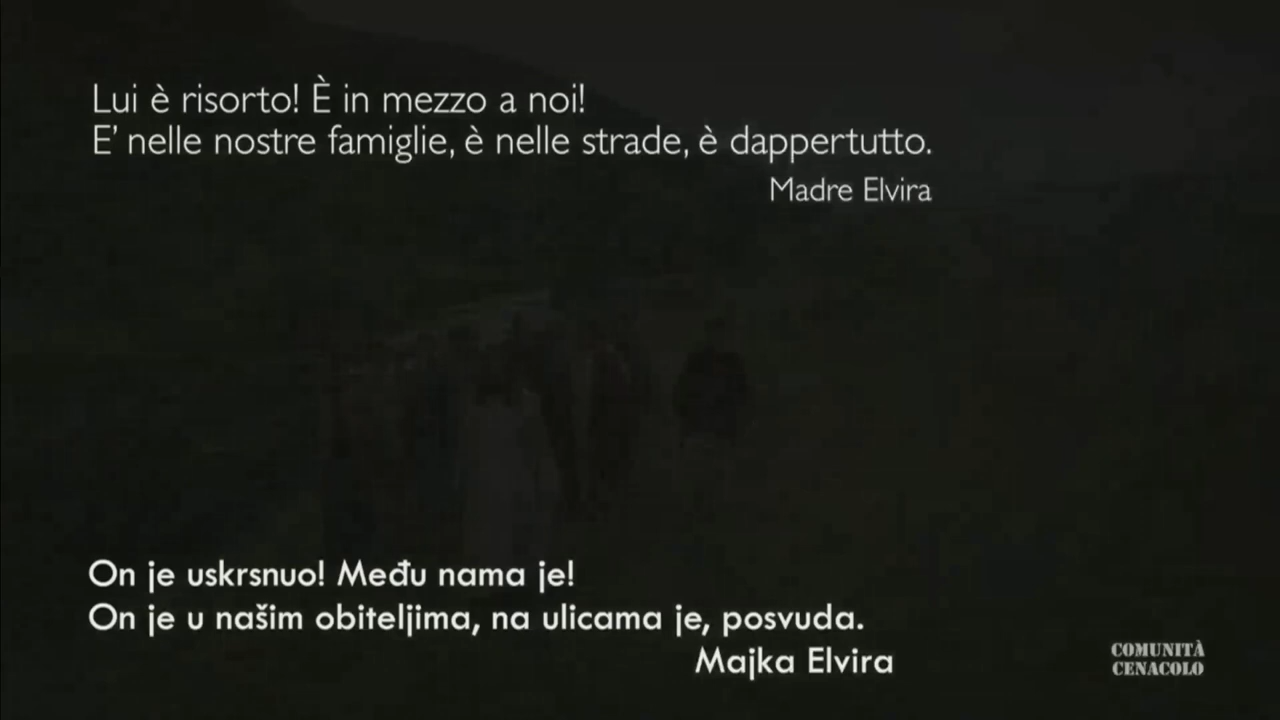 Lui è risorto! È in mezzo a noi!
E’ nelle nostre famiglie, è nelle strade, è dappertutto.
Madre Elvira
On je uskrsnuo! Među nama je!
On je u našim obiteljima, na ulicama je, posvuda.
Majka Elvira
COMUNITÀ
CENACOLO